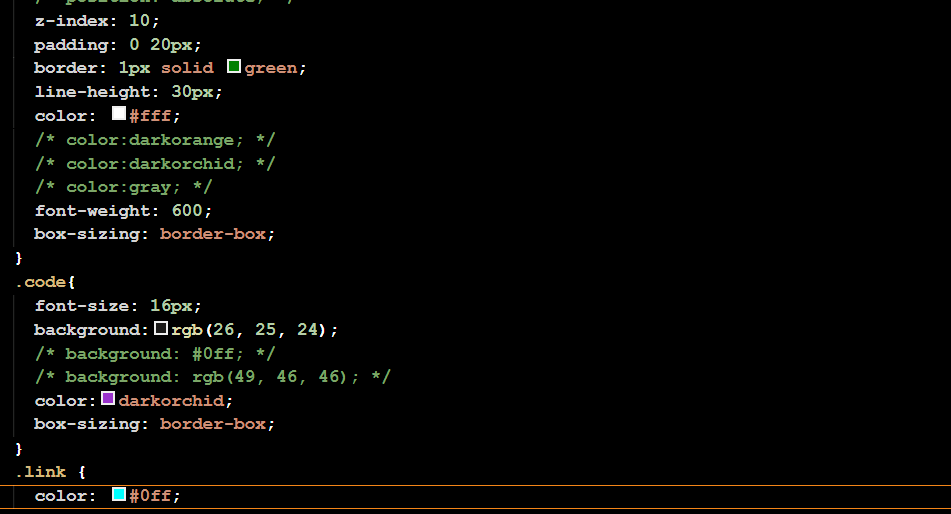 /* position: absolute; */
z-index: 10;
padding: 0 20px;
border: 1px solid green;
line-height: 30px;
color: #fff;
/* color:darkorange; */
/* color:darkorchid; */
/* color:gray; */
font-weight: 600;
box-sizing: border-box;
}
.code{
font-size: 16px;
background:rgb(26, 25, 24);
/* background: #0ff; */
/* background: rgb(49, 46, 46); */
color:darkorchid;
box-sizing: border-box;
}
.link {
color: #0ff;